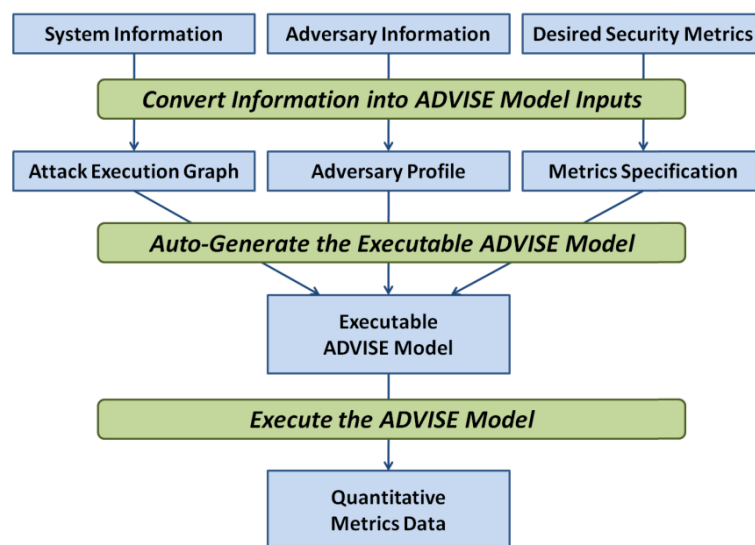 System Information
Adversary Information
Desired Security Metrics
Convert Information into ADVISE Model Inputs
Attack Execution Graph
Adversary Profile
Metrics Specification
Auto-Generate the Executable ADVISE Model
Executable
ADVISE Model
Execute the ADVISE Model
Quantitative
Metrics Data